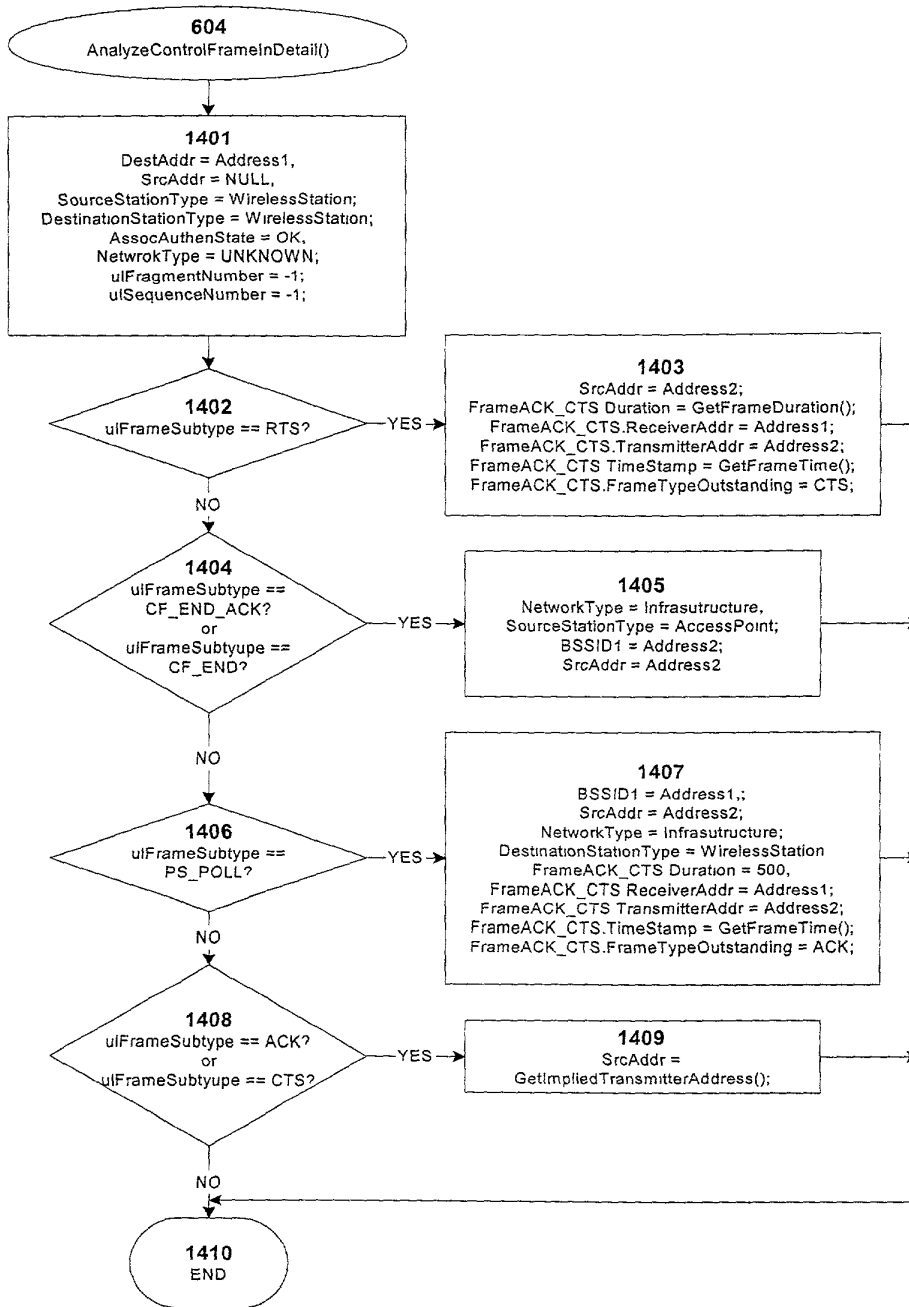 604
AnalyzeControlFrameInDetail()
1401
DestAddr = Address1,
SrcAddr = NULL,
SourceStationType = WirelessStation;
DestinationStationType = WirelessStation;
AssocAuthenState = OK,
NetwrokType = UNKNOWN;
ulFragmentNumber = -1;
ulSequenceNumber = -1;
1402
ulFrameSubtype == RTS?
YES
1403
SrcAddr = Address2;
FrameACK_CTS Duration = GetFrameDuration();
FrameACK_CTS.ReceiverAddr = Address1;
FrameACK_CTS.TransmitterAddr = Address2;
FrameACK_CTS TimeStamp = GetFrameTime();
FrameACK_CTS.FrameTypeOutstanding = CTS;
NO
1404
ulFrameSubtype ==
CF_END_ACK?
or
ulFrameSubtyupe ==
CF_END?
YES
1405
NetworkType = Infrasutructure,
SourceStationType = AccessPoint;
BSSID1 = Address2;
SrcAddr = Address2
NO
1406
ulFrameSubtype ==
PS_POLL?
YES
1407
BSSID1 = Address1,;
SrcAddr = Address2;
NetworkType = Infrasutructure;
DestinationStationType = WirelessStation
FrameACK_CTS Duration = 500,
FrameACK_CTS ReceiverAddr = Address1;
FrameACK_CTS TransmitterAddr = Address2;
FrameACK_CTS.TimeStamp = GetFrameTime();
FrameACK_CTS.FrameTypeOutstanding = ACK;
NO
1408
ulFrameSubtype == ACK?
or
ulFrameSubtyupe == CTS?
YES
1409
SrcAddr =
GetImpliedTransmitterAddress();
NO
1410
END